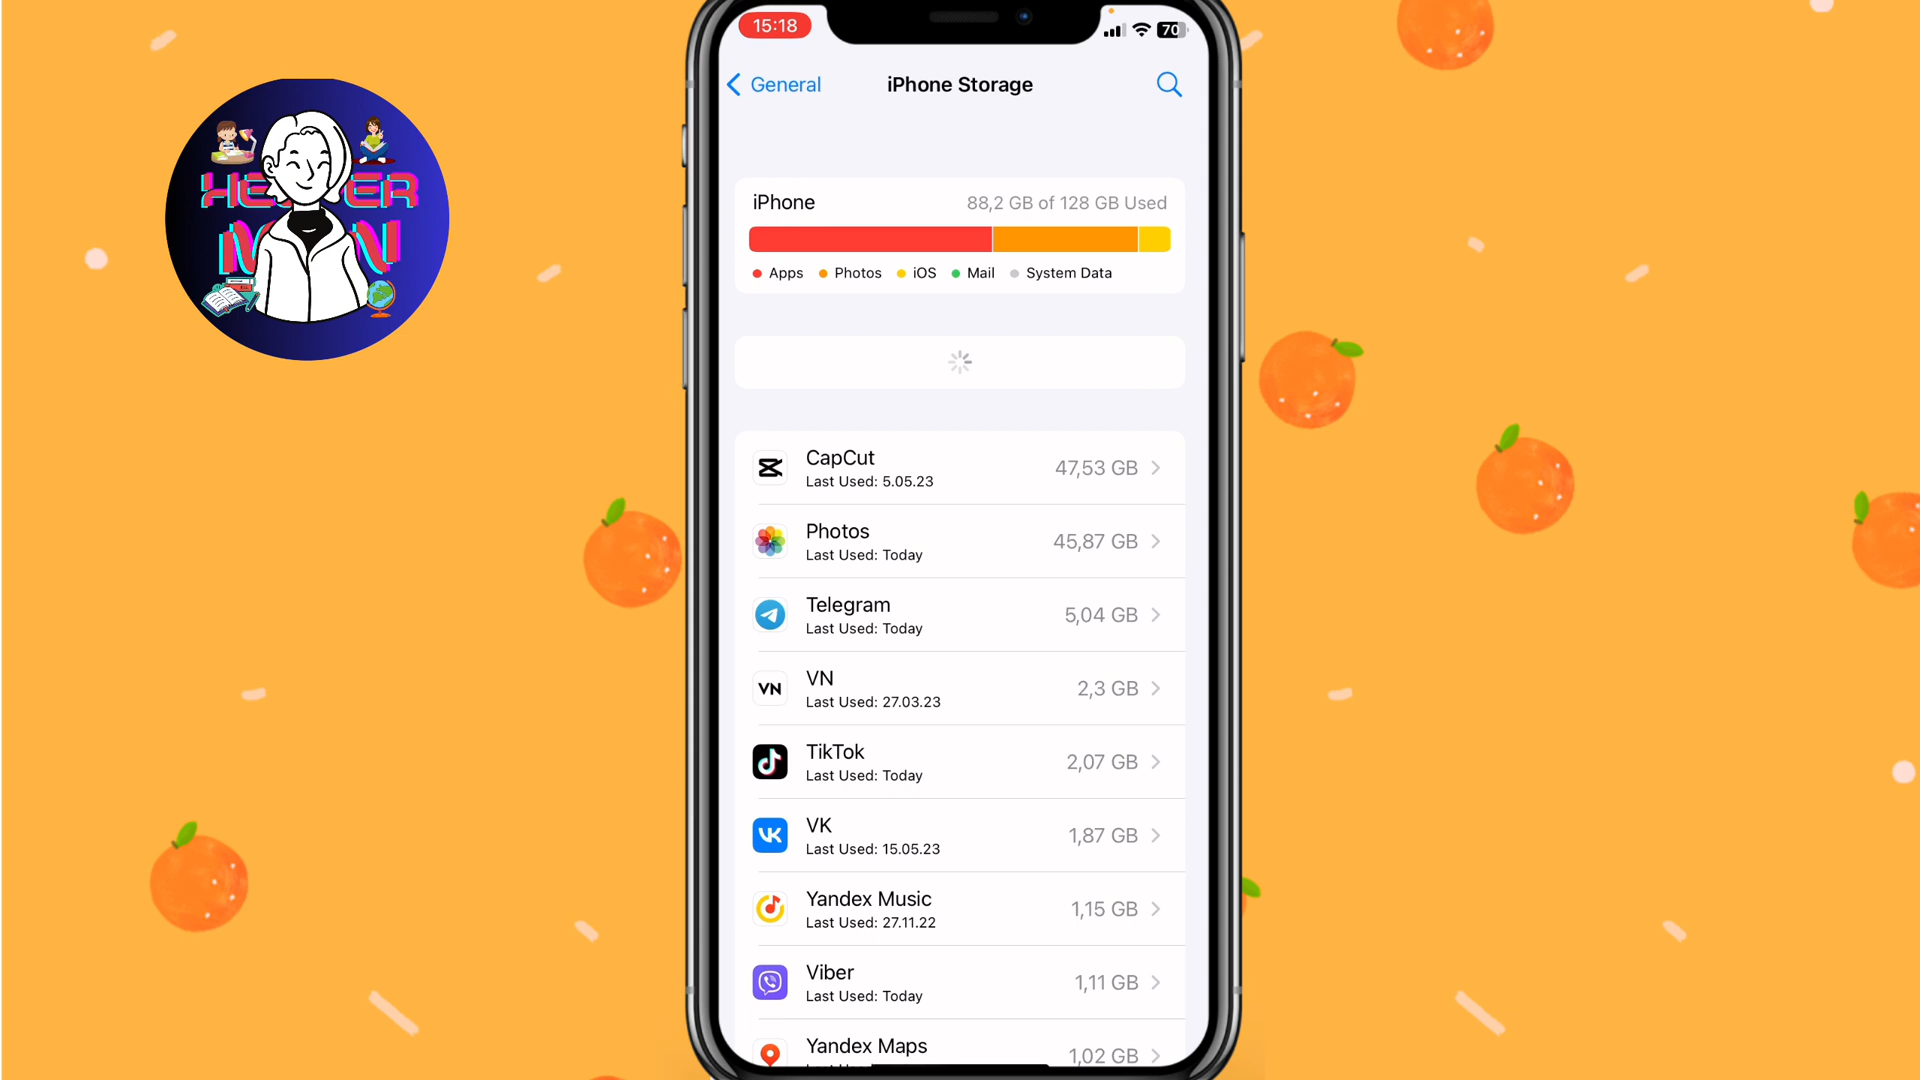 15:18
70
General
iPhone Storage
iPhone
88,2 GB of 128 GB Used
Apps
Photos
iOS
Mail
System Data
CapCut
47,53 GB
Last Used: 5.05.23
Photos
45,87 GB
Last Used: Today
Telegram
5,04 GB
Last Used: Today
VN
VN
2,3 GB
Last Used: 27.03.23
TikTok
2,07 GB
Last Used: Today
VK
1,87 GB
Last Used: 15.05.23
Yandex Music
1,15 GB
Last Used: 27.11.22
Viber
1,11 GB
Last Used: Today
Yandex Maps
1,02 GB